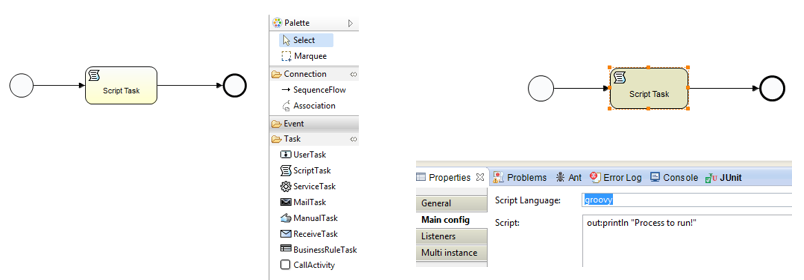 Script Task
Palette
Select
Marquee
Connection
SequenceFlow
Association
Event
Task
UserTask
ScriptTask
ServiceTask
MailTask
ManualTask
ReceiveTask
BusinessRuleTask
CallActivity
Script Task
Properties Problems Ant Error Log Console JUnit
General
Main config
Listeners
Multi instance
Script Language: groovy
Script: out:println "Process to run!"